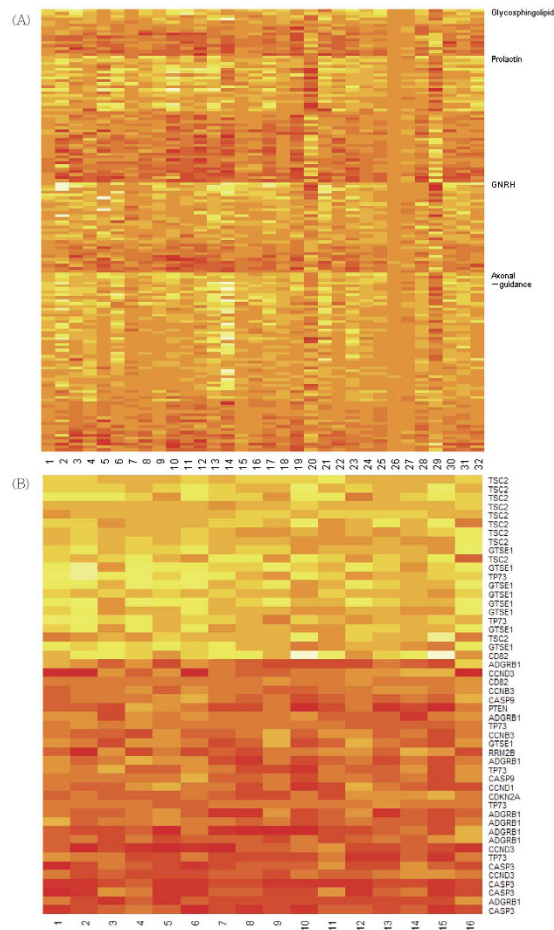 (A)
Glycosphingolipid
Prolactin
GNRH
Axonal
—guidance
1 2 3 4 5 6 7 8 9 10 11 12 13 14 15 16 17 18 19 20 21 22 23 24 25 26 27 28 29 30 31 32
(B)
TSC2
TSC2
TSC2
TSC2
TSC2
TSC2
TSC2
GTSE1
TSC2
GTSE1
TP73
GTSE1
GTSE1
GTSE1
GTSE1
TP73
GTSE1
TSC2
GTSE1
CD82
ADGRB1
CCND3
CD82
CCNB3
CASP9
PTEN
ADGRB1
TP73
CCNB3
GTSE1
RRM2B
ADGRB1
TP73
CASP9
CCND1
CDKN2A
TP73
ADGRB1
ADGRB1
ADGRB1
ADGRB1
CCND3
TP73
CASP3
CCND3
CASP3
CASP3
ADGRB1
CASP3
1 2 3 4 5 6 7 8 9 10 11 12 13 14 15 16